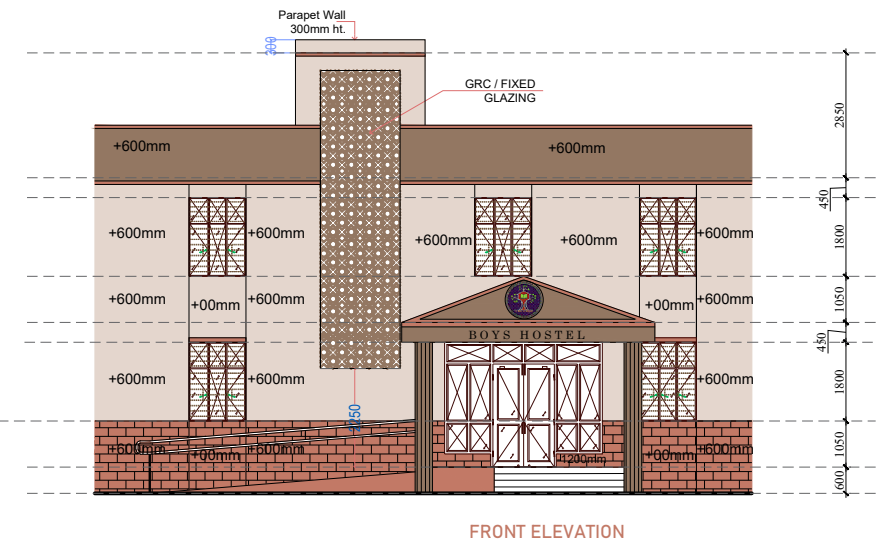 Parapet Wall
300mm ht.
300
GRC / FIXED
GLAZING
2850
+600mm
+600mm
450
+600mm
+600mm
+600mm
+600mm
+600mm
1800
+600mm
+00mm
+600mm
+00mm
+600mm
1050
BOYS HOSTEL
450
+600mm
+600mm
+600mm
1800
2250
+600mm
+00mm
+600mm
1200mm
+00mm
+600mm
1050
600
FRONT ELEVATION